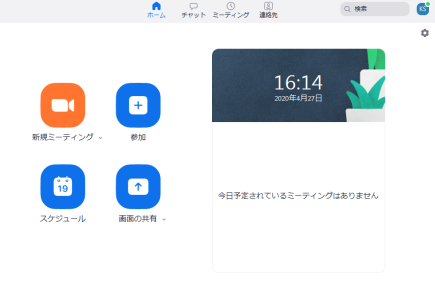 ホーム
チャット
ミーティング
連絡先
検索
KS
16:14
2020年4月27日
新規ミーティング
参加
19
スケジュール
画面の共有
今日予定されているミーティングはありません